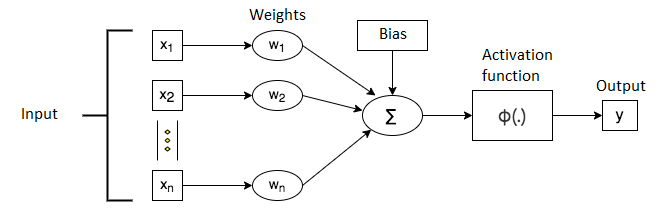 Weights
Bias
x1 w1
Activation
function
Input
x2 w2
Σ
ϕ(.)
Output
y
xn wn